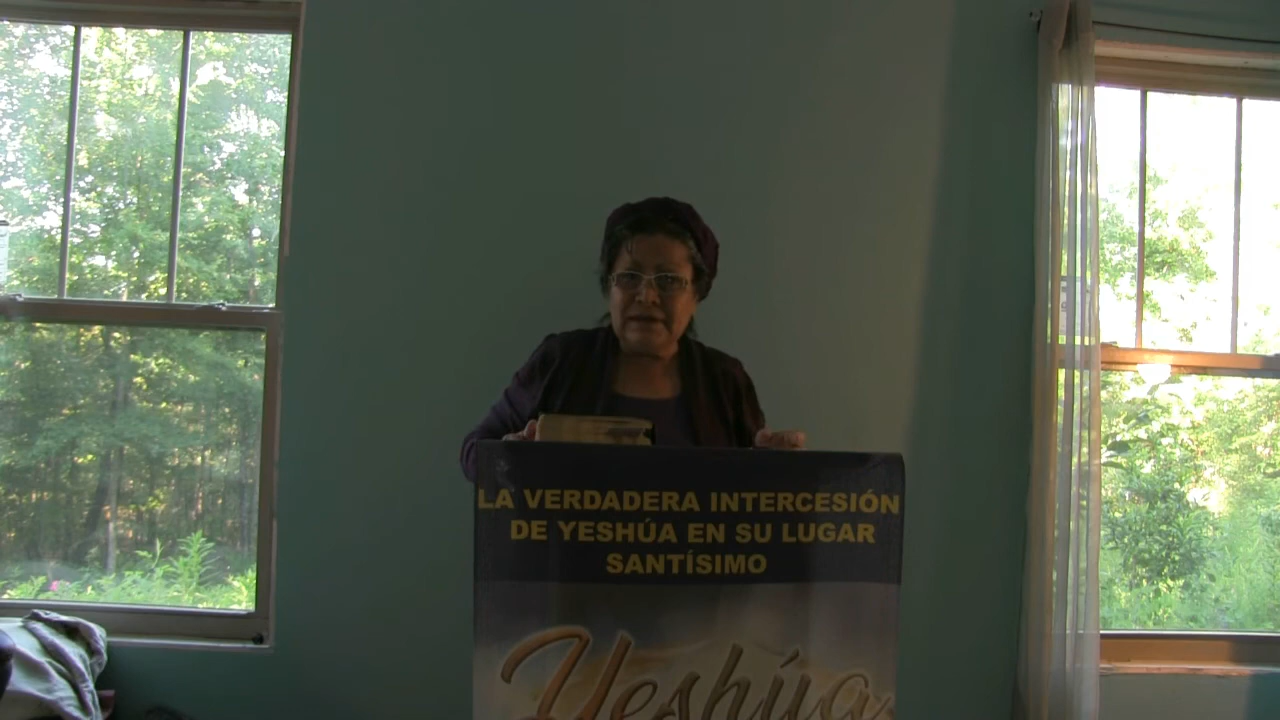 LA VERDADERA INTERCESIÓN
DE YESHÚA EN SU LUGAR
SANTÍSIMO
Yeshúa